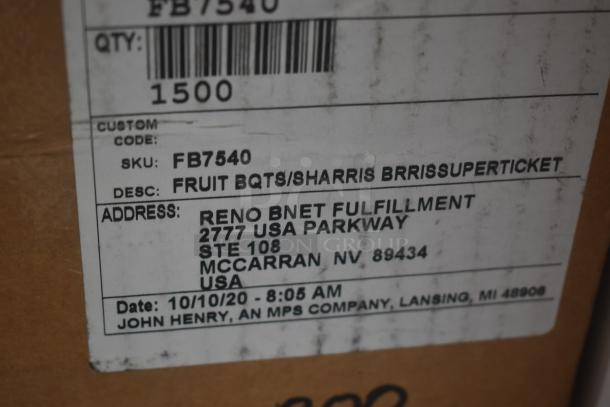 FB7540
QTY:
1500
CUSTOM
CODE:
SKU: FB7540
DESC: FRUIT BQTS/SHARRIS BRRISSUPERTICKET
ADDRESS: RENO BNET FULFILLMENT
2777 USA PARKWAY
STE 108
MCCARRAN NV 89434
USA
Date: 10/10/20 - 8:05 AM
JOHN HENRY, AN MPS COMPANY, LANSING, MI 48906